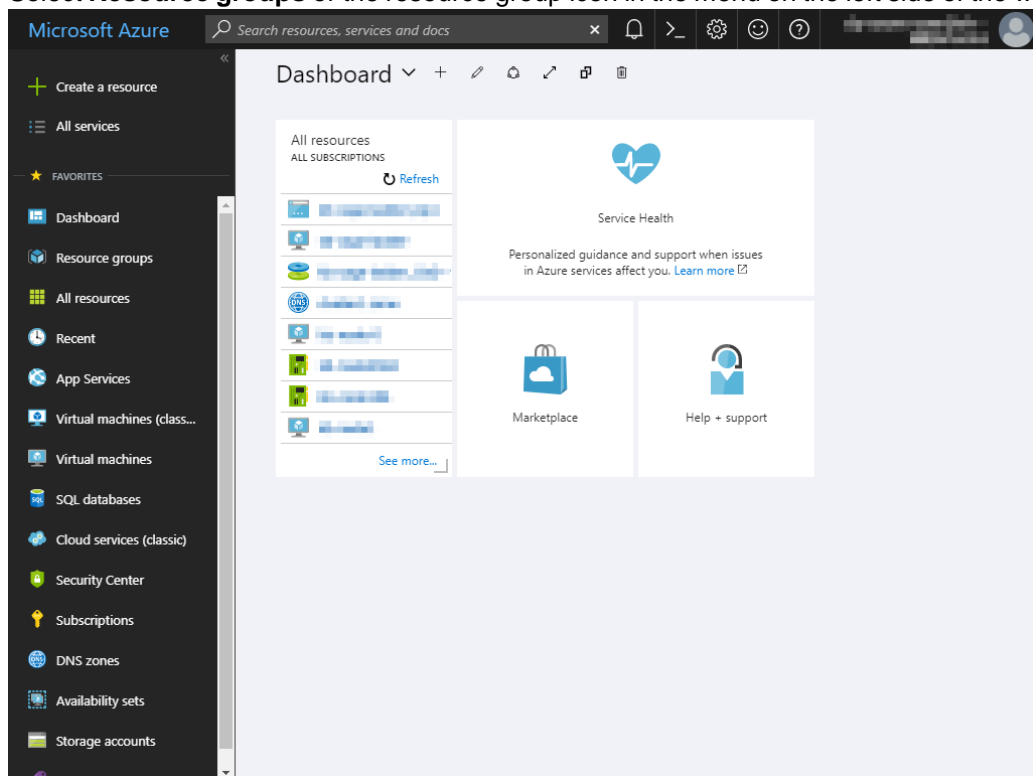 Select Resource groups or the resource group icon in the menu on the left side of the
Microsoft Azure
Search resources, services and docs
Create a resource
All services
FAVORITES
Dashboard
Resource groups
All resources
Recent
App Services
Virtual machines (class...
Virtual machines
SQL databases
Cloud services (classic)
Security Center
Subscriptions
DNS zones
Availability sets
Storage accounts
Dashboard
All resources
ALL SUBSCRIPTIONS
Refresh
See more...
Service Health
Personalized guidance and support when issues
in Azure services affect you. Learn more
Marketplace
Help + support